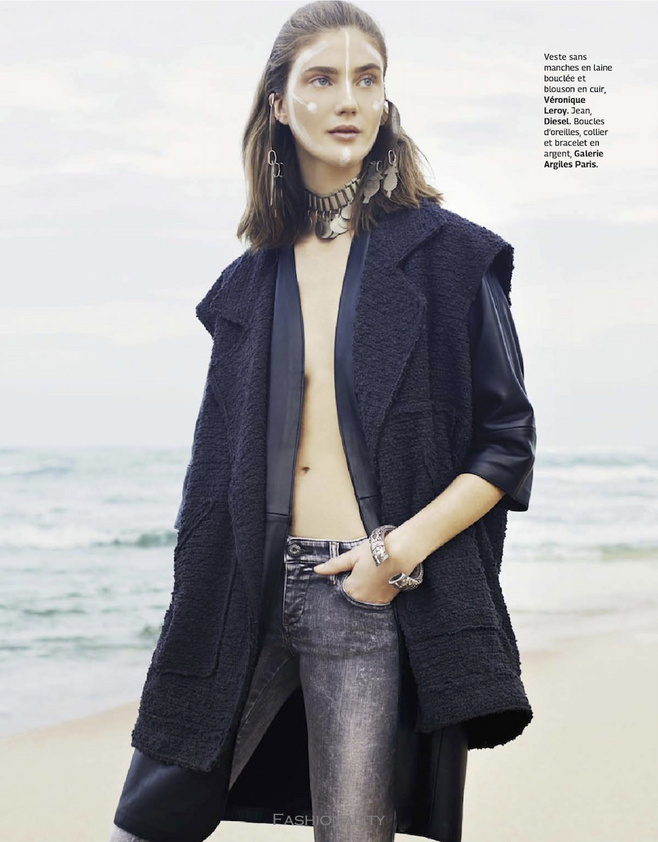 Veste sans
manches en laine
bouclée et
blouson en cuir,
Véronique
Leroy. Jean,
Diesel. Boucles
d'oreilles, collier
et bracelet en
argent, Galerie
Argiles Paris.